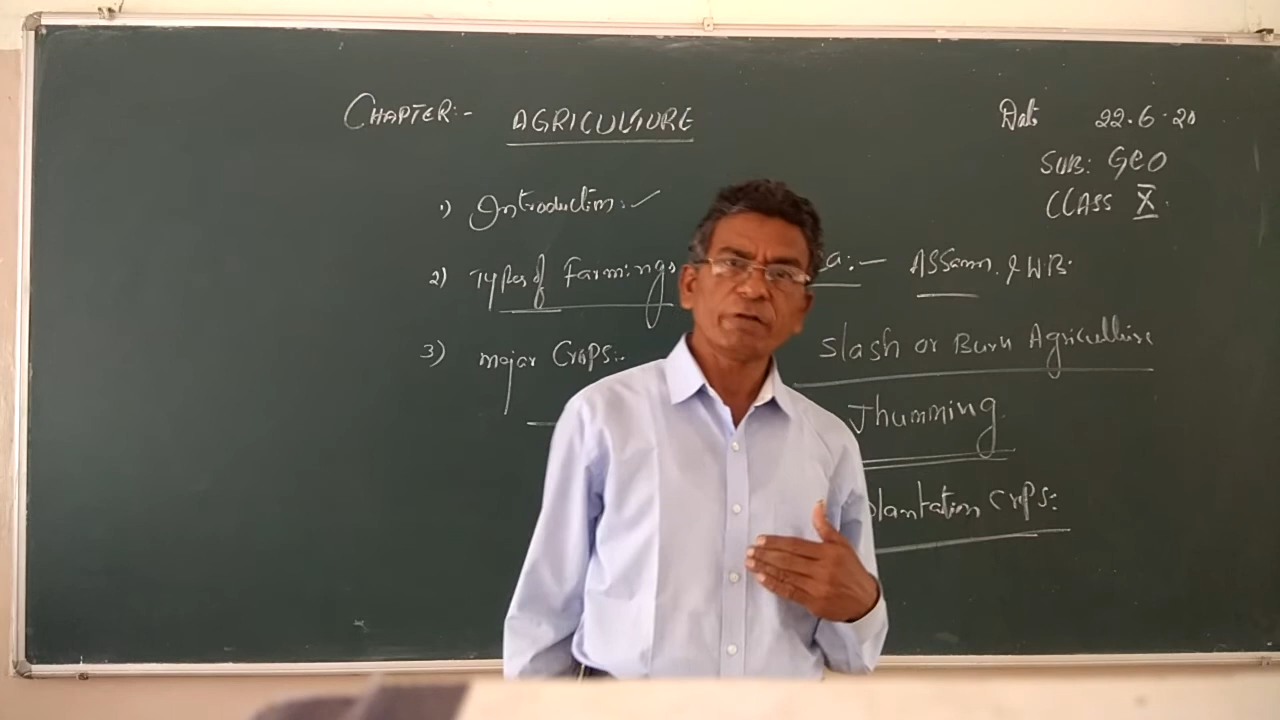 CHAPTER:- AGRICULTURE
Date 22.6.20
SUB: GEO
CLASS X.
1) Introduction:✓
2) Types of Farmings
a:- ASSam. & WB.
3) major Crops:.
Slash or Burn Agriculture
Jhumming
plantation Crops: